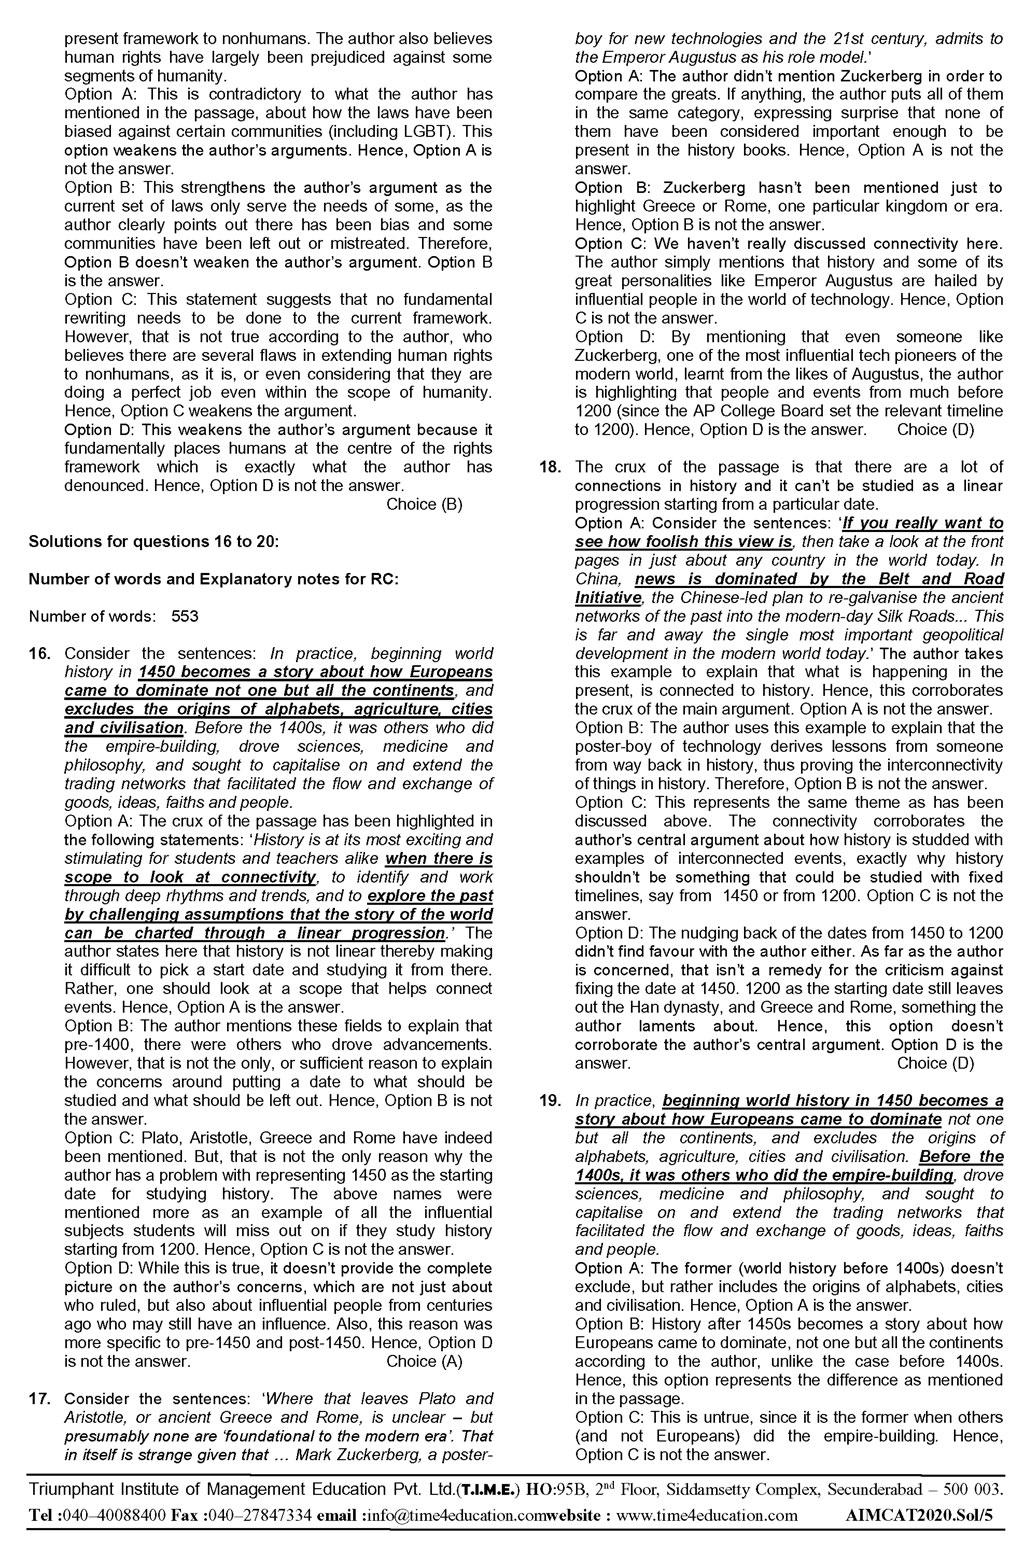 present framework to nonhumans. The author also believes
human rights have largely been prejudiced against some
segments of humanity.
Option A: This is contradictory to what the author has
mentioned in the passage, about how the laws have been
biased against certain communities (including LGBT). This
option weakens the author's arguments. Hence, Option A is
not the answer.
Option B: This strengthens the author's argument as the
current set of laws only serve the needs of some, as the
author clearly points out there has been bias and some
communities have been left out or mistreated. Therefore,
Option B doesn't weaken the author's argument. Option B
is the answer.
Option C: This statement suggests that no fundamental
rewriting needs to be done to the current framework.
However, that is not true according to the author, who
believes there are several flaws in extending human rights
to nonhumans, as it is, or even considering that they are
doing a perfect job even within the scope of humanity.
Hence, Option C weakens the argument.
Option D: This weakens the author's argument because it
fundamentally places humans at the centre of the rights
framework which is exactly what the author has
denounced. Hence, Option D is not the answer.
Choice (B)
Solutions for questions 16 to 20:
Number of words and Explanatory notes for RC:
Number of words: 553
16. Consider the sentences: In practice, beginning world
history in 1450 becomes a story about how Europeans
came to dominate not one but all the continents, and
excludes the origins of alphabets, agriculture, cities
and civilisation. Before the 1400s, it was others who did
the empire-building, drove sciences, medicine and
philosophy, and sought to capitalise on and extend the
trading networks that facilitated the flow and exchange of
goods, ideas, faiths and people.
Option A: The crux of the passage has been highlighted in
the following statements: 'History is at its most exciting and
stimulating for students and teachers alike when there is
scope to look at connectivity, to identify and work
through deep rhythms and trends, and to explore the past
by challenging assumptions that the story of the world
can be charted through a linear progression.' The
author states here that history is not linear thereby making
it difficult to pick a start date and studying it from there.
Rather, one should look at a scope that helps connect
events. Hence, Option A is the answer.
Option B: The author mentions these fields to explain that
pre-1400, there were others who drove advancements.
However, that is not the only, or sufficient reason to explain
the concerns around putting a date to what should be
studied and what should be left out. Hence, Option B is not
the answer.
Option C: Plato, Aristotle, Greece and Rome have indeed
been mentioned. But, that is not the only reason why the
author has a problem with representing 1450 as the starting
date for studying history. The above names were
mentioned more as an example of all the influential
subjects students will miss out on if they study history
starting from 1200. Hence, Option C is not the answer.
Option D: While this is true, it doesn't provide the complete
picture on the author's concerns, which are not just about
who ruled, but also about influential people from centuries
ago who may still have an influence. Also, this reason was
more specific to pre-1450 and post-1450. Hence, Option D
is not the answer. Choice (A)
17. Consider the sentences: 'Where that leaves Plato and
Aristotle, or ancient Greece and Rome, is unclear – but
presumably none are 'foundational to the modern era'. That
in itself is strange given that … Mark Zuckerberg, a poster-
boy for new technologies and the 21st century, admits to
the Emperor Augustus as his role model.'
Option A: The author didn't mention Zuckerberg in order to
compare the greats. If anything, the author puts all of them
in the same category, expressing surprise that none of
them have been considered important enough to be
present in the history books. Hence, Option A is not the
answer.
Option B: Zuckerberg hasn't been mentioned just to
highlight Greece or Rome, one particular kingdom or era.
Hence, Option B is not the answer.
Option C: We haven't really discussed connectivity here.
The author simply mentions that history and some of its
great personalities like Emperor Augustus are hailed by
influential people in the world of technology. Hence, Option
C is not the answer.
Option D: By mentioning that even someone like
Zuckerberg, one of the most influential tech pioneers of the
modern world, learnt from the likes of Augustus, the author
is highlighting that people and events from much before
1200 (since the AP College Board set the relevant timeline
to 1200). Hence, Option D is the answer. Choice (D)
18. The crux of the passage is that there are a lot of
connections in history and it can't be studied as a linear
progression starting from a particular date.
Option A: Consider the sentences: 'If you really want to
see how foolish this view is, then take a look at the front
pages in just about any country in the world today. In
China, news is dominated by the Belt and Road
Initiative, the Chinese-led plan to re-galvanise the ancient
networks of the past into the modern-day Silk Roads... This
is far and away the single most important geopolitical
development in the modern world today.' The author takes
this example to explain that what is happening in the
present, is connected to history. Hence, this corroborates
the crux of the main argument. Option A is not the answer.
Option B: The author uses this example to explain that the
poster-boy of technology derives lessons from someone
from way back in history, thus proving the interconnectivity
of things in history. Therefore, Option B is not the answer.
Option C: This represents the same theme as has been
discussed above. The connectivity corroborates the
author's central argument about how history is studded with
examples of interconnected events, exactly why history
shouldn't be something that could be studied with fixed
timelines, say from 1450 or from 1200. Option C is not the
answer.
Option D: The nudging back of the dates from 1450 to 1200
didn't find favour with the author either. As far as the author
is concerned, that isn't a remedy for the criticism against
fixing the date at 1450. 1200 as the starting date still leaves
out the Han dynasty, and Greece and Rome, something the
author laments about. Hence, this option doesn't
corroborate the author's central argument. Option D is the
answer. Choice (D)
19. In practice, beginning world history in 1450 becomes a
story about how Europeans came to dominate not one
but all the continents, and excludes the origins of
alphabets, agriculture, cities and civilisation. Before the
1400s, it was others who did the empire-building, drove
sciences, medicine and philosophy, and sought to
capitalise on and extend the trading networks that
facilitated the flow and exchange of goods, ideas, faiths
and people.
Option A: The former (world history before 1400s) doesn't
exclude, but rather includes the origins of alphabets, cities
and civilisation. Hence, Option A is the answer.
Option B: History after 1450s becomes a story about how
Europeans came to dominate, not one but all the continents
according to the author, unlike the case before 1400s.
Hence, this option represents the difference as mentioned
in the passage.
Option C: This is untrue, since it is the former when others
(and not Europeans) did the empire-building. Hence,
Option C is not the answer.
Triumphant Institute of Management Education Pvt. Ltd.(T.I.M.E.) HO:95B, 2nd Floor, Siddamsetty Complex, Secunderabad – 500 003.
Tel :040–40088400 Fax :040–27847334 email :info@time4education.comwebsite : www.time4education.com AIMCAT2020.Sol/5